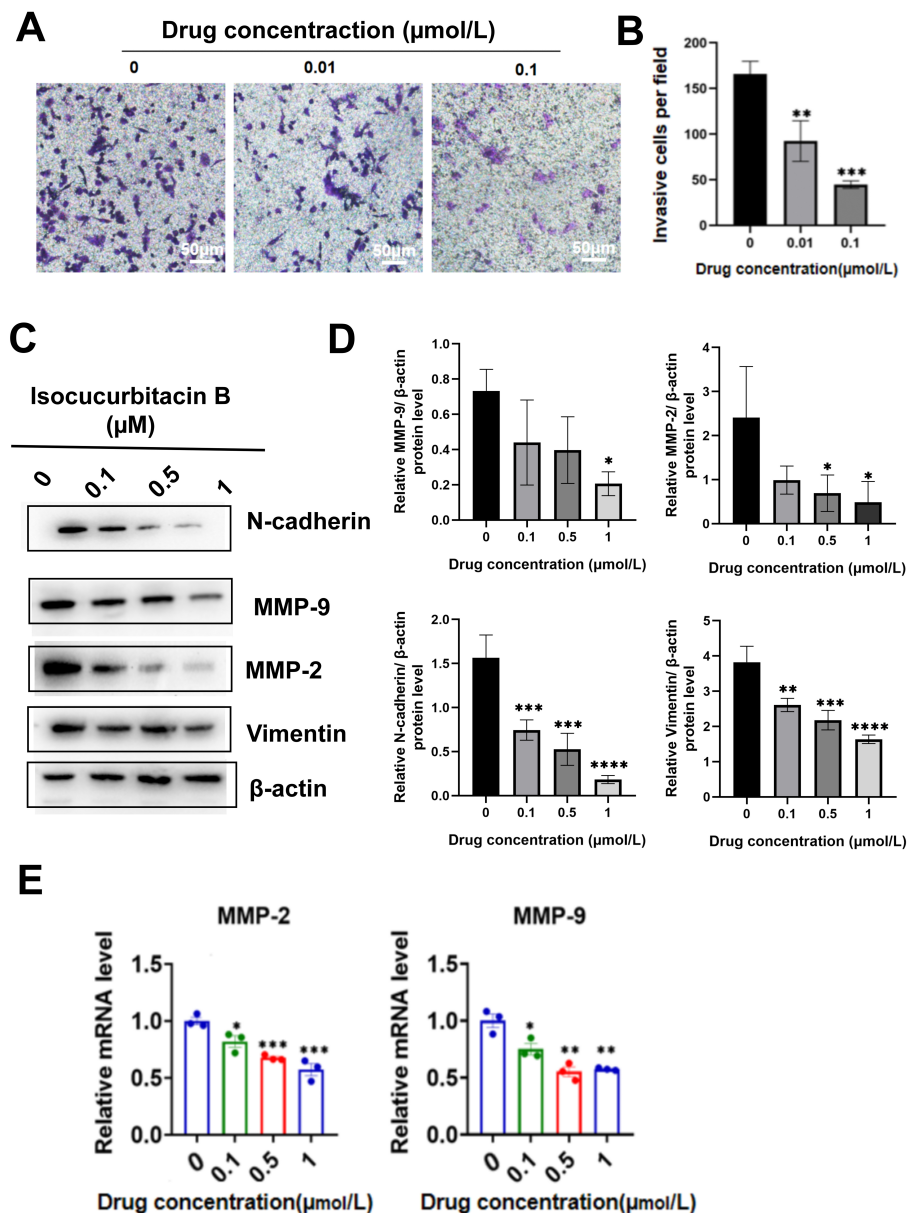 A
Drug concentraction (µmol/L)
0 0.01 0.1
50µm 50µm 50µm
B
Invasive cells per field
200
150
100
50
0
** ***
0 0.01 0.1
Drug concentration(µmol/L)
C
Isocucurbitacin B
(µM)
0 0.1 0.5 1
N-cadherin
MMP-9
MMP-2
Vimentin
β-actin
D
Relative MMP-9/ β-actin
protein level
1.0
0.8
0.6
0.4
0.2
0.0
*
0 0.1 0.5 1
Drug concentration (µmol/L)
Relative MMP-2/ β-actin
protein level
4
3
2
1
0
* *
0 0.1 0.5 1
Drug concentration (µmol/L)
Relative N-cadherin/ β-actin
protein level
2.0
1.5
1.0
0.5
0.0
*** *** ****
0 0.1 0.5 1
Drug concentration (µmol/L)
Relative Vimentin/ β-actin
protein level
5
4
3
2
1
0
** *** ****
0 0.1 0.5 1
Drug concentration (µmol/L)
E
MMP-2
Relative mRNA level
1.5
1.0
0.5
0.0
* *** ***
0 0.1 0.5 1
Drug concentration(µmol/L)
MMP-9
Relative mRNA level
1.5
1.0
0.5
0.0
* ** **
0 0.1 0.5 1
Drug concentration(µmol/L)